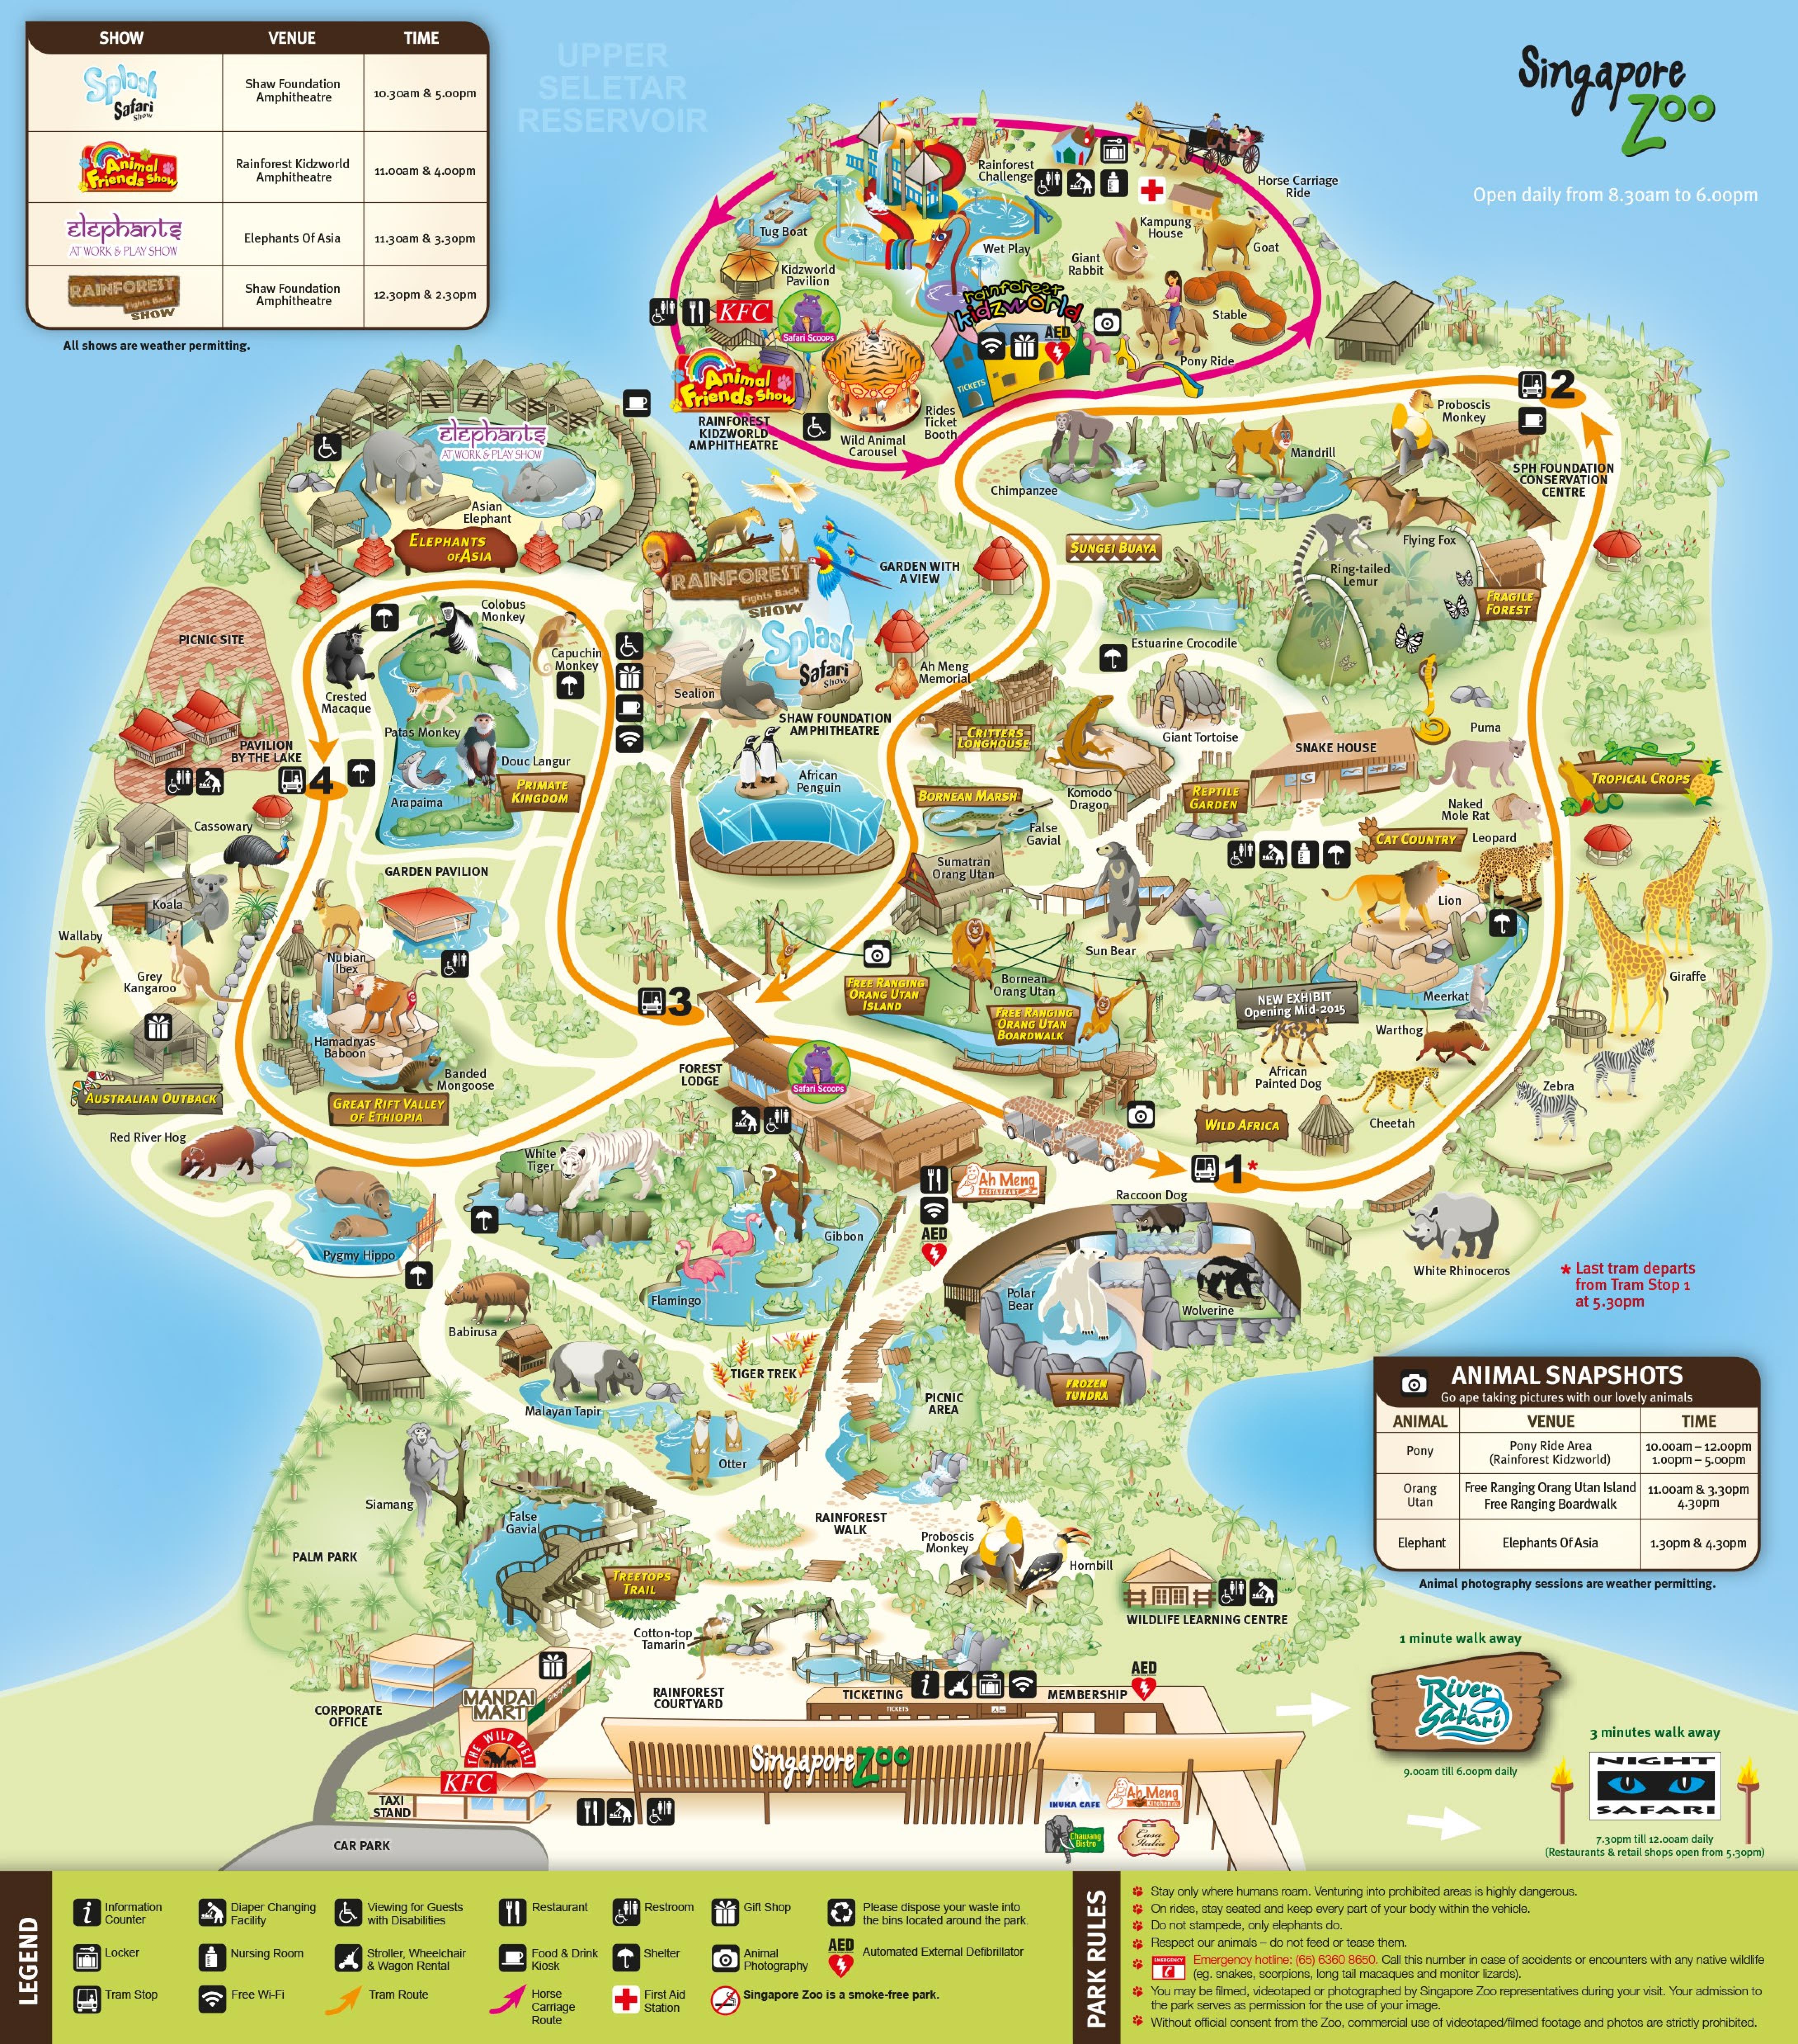 SHOW VENUE TIME
Splash
Safari
Show
Shaw Foundation
Amphitheatre
10.30am & 5.00pm
Animal
Friends Show
Rainforest Kidzworld
Amphitheatre
11.00am & 4.00pm
elephants
AT WORK & PLAY SHOW
Elephants Of Asia
11.30am & 3.30pm
RAINFOREST
Fights Back
SHOW
Shaw Foundation
Amphitheatre
12.30pm & 2.30pm
All shows are weather permitting.
UPPER
SELETAR
RESERVOIR
Singapore
Zoo
Open daily from 8.30am to 6.00pm
Rainforest
Challenge
Horse Carriage
Ride
Tug Boat
Wet Play
Kampung
House
Goat
Giant
Rabbit
Kidzworld
Pavilion
KFC
Safari Scoops
rainforest
kidzworld
AED
TICKETS
Stable
Pony Ride
Animal
Friends Show
RAINFOREST
KIDZWORLD
AMPHITHEATRE
Wild Animal
Carousel
Rides
Ticket
Booth
2
Proboscis
Monkey
SPH FOUNDATION
CONSERVATION
CENTRE
Chimpanzee
Mandrill
elephants
AT WORK & PLAY SHOW
Asian
Elephant
ELEPHANTS
OF ASIA
RAINFOREST
Fights Back
SHOW
GARDEN WITH
A VIEW
SUNGEI BUAYA
Flying Fox
Ring-tailed
Lemur
FRAGILE
FOREST
Estuarine Crocodile
PICNIC SITE
Colobus
Monkey
Capuchin
Monkey
Crested
Macaque
Patas Monkey
Douc Langur
Arapaima
PRIMATE
KINGDOM
Splash
Safari
Show
Sealion
SHAW FOUNDATION
AMPHITHEATRE
Ah Meng
Memorial
CRITTERS
LONGHOUSE
Giant Tortoise
Komodo
Dragon
REPTILE
GARDEN
SNAKE HOUSE
Puma
Naked
Mole Rat
TROPICAL CROPS
PAVILION
BY THE LAKE
4
African
Penguin
BORNEAN MARSH
False
Gavial
CAT COUNTRY
Leopard
Lion
Cassowary
Koala
Wallaby
Grey
Kangaroo
AUSTRALIAN OUTBACK
GARDEN PAVILION
Nubian
Ibex
Hamadryas
Baboon
Banded
Mongoose
GREAT RIFT VALLEY
OF ETHIOPIA
3
Sumatran
Orang Utan
Sun Bear
FREE RANGING
ORANG UTAN
ISLAND
Bornean
Orang Utan
FREE RANGING
ORANG UTAN
BOARDWALK
NEW EXHIBIT
Opening Mid-2015
Meerkat
Warthog
Giraffe
African
Painted Dog
Zebra
Cheetah
WILD AFRICA
FOREST
LODGE
Safari Scoops
1*
Red River Hog
Pygmy Hippo
White
Tiger
Gibbon
Flamingo
Ah Meng
RESTAURANT
AED
Raccoon Dog
Polar
Bear
Wolverine
FROZEN
TUNDRA
White Rhinoceros
* Last tram departs
from Tram Stop 1
at 5.30pm
Babirusa
Malayan Tapir
TIGER TREK
Otter
PICNIC
AREA
Siamang
False
Gavial
PALM PARK
TREETOPS
TRAIL
RAINFOREST
WALK
Proboscis
Monkey
Hornbill
WILDLIFE LEARNING CENTRE
Cotton-top
Tamarin
ANIMAL SNAPSHOTS
Go ape taking pictures with our lovely animals
ANIMAL VENUE TIME
Pony
Pony Ride Area
(Rainforest Kidzworld)
10.00am – 12.00pm
1.00pm – 5.00pm
Orang
Utan
Free Ranging Orang Utan Island
Free Ranging Boardwalk
11.00am & 3.30pm
4.30pm
Elephant Elephants Of Asia 1.30pm & 4.30pm
Animal photography sessions are weather permitting.
CORPORATE
OFFICE
MANDAI
MART
Singapore
THE WILD DELI
KFC
TAXI
STAND
CAR PARK
RAINFOREST
COURTYARD
TICKETING
TICKETS
MEMBERSHIP
AED
Singapore Zoo
INUKA CAFE
Ah Meng
Kitchen
Chawang
Bistro
Casa
Italia
1 minute walk away
River
Safari
9.00am till 6.00pm daily
3 minutes walk away
NIGHT
SAFARI
7.30pm till 12.00am daily
(Restaurants & retail shops open from 5.30pm)
LEGEND
Information
Counter
Diaper Changing
Facility
Viewing for Guests
with Disabilities
Restaurant
Restroom
Gift Shop
Please dispose your waste into
the bins located around the park.
Locker
Nursing Room
Stroller, Wheelchair
& Wagon Rental
Food & Drink
Kiosk
Shelter
Animal
Photography
AED
Automated External Defibrillator
Tram Stop
Free Wi-Fi
Tram Route
Horse
Carriage
Route
First Aid
Station
Singapore Zoo is a smoke-free park.
PARK RULES
Stay only where humans roam. Venturing into prohibited areas is highly dangerous.
On rides, stay seated and keep every part of your body within the vehicle.
Do not stampede, only elephants do.
Respect our animals – do not feed or tease them.
EMERGENCY
Emergency hotline: (65) 6360 8650. Call this number in case of accidents or encounters with any native wildlife
(eg. snakes, scorpions, long tail macaques and monitor lizards).
You may be filmed, videotaped or photographed by Singapore Zoo representatives during your visit. Your admission to
the park serves as permission for the use of your image.
Without official consent from the Zoo, commercial use of videotaped/filmed footage and photos are strictly prohibited.